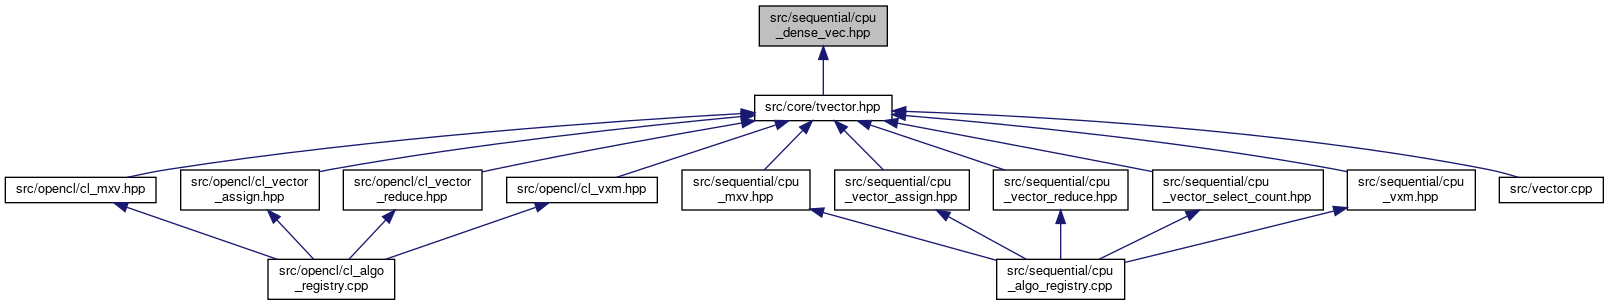 src/sequential/cpu
_dense_vec.hpp
src/core/tvector.hpp
src/opencl/cl_mxv.hpp
src/opencl/cl_vector
_assign.hpp
src/opencl/cl_vector
_reduce.hpp
src/opencl/cl_vxm.hpp
src/sequential/cpu
_mxv.hpp
src/sequential/cpu
_vector_assign.hpp
src/sequential/cpu
_vector_reduce.hpp
src/sequential/cpu
_vector_select_count.hpp
src/sequential/cpu
_vxm.hpp
src/vector.cpp
src/opencl/cl_algo
_registry.cpp
src/sequential/cpu
_algo_registry.cpp